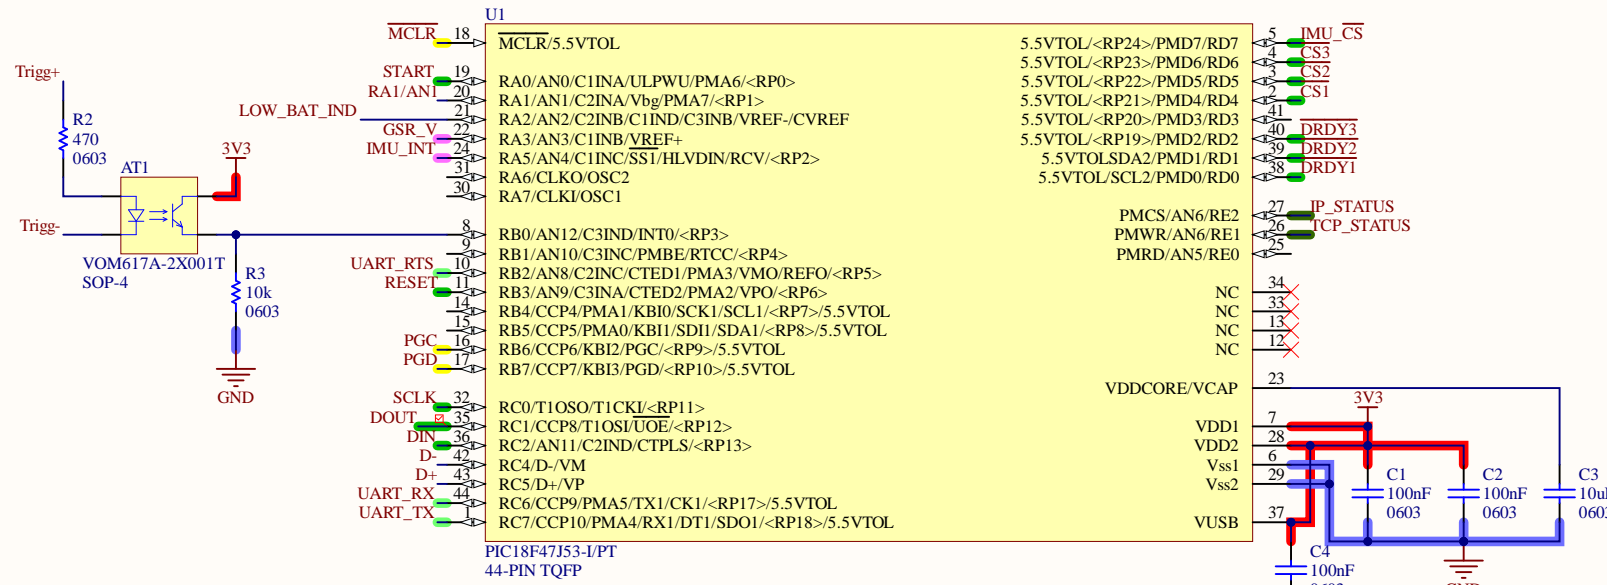 U1
MCLR 18 MCLR/5.5VTOL
START 19 RA0/AN0/C1INA/ULPWU/PMA6/<RP0>
RA1/AN1 20 RA1/AN1/C2INA/Vbg/PMA7/<RP1>
LOW_BAT_IND 21 RA2/AN2/C2INB/C1IND/C3INB/VREF-/CVREF
GSR_V 22 RA3/AN3/C1INB/VREF+
IMU_INT 24 RA5/AN4/C1INC/SS1/HLVDIN/RCV/<RP2>
31 RA6/CLKO/OSC2
30 RA7/CLKI/OSC1
8 RB0/AN12/C3IND/INT0/<RP3>
9 RB1/AN10/C3INC/PMBE/RTCC/<RP4>
UART_RTS 10 RB2/AN8/C2INC/CTED1/PMA3/VMO/REFO/<RP5>
RESET 11 RB3/AN9/C3INA/CTED2/PMA2/VPO/<RP6>
14 RB4/CCP4/PMA1/KBI0/SCK1/SCL1/<RP7>/5.5VTOL
15 RB5/CCP5/PMA0/KBI1/SDI1/SDA1/<RP8>/5.5VTOL
PGC 16 RB6/CCP6/KBI2/PGC/<RP9>/5.5VTOL
PGD 17 RB7/CCP7/KBI3/PGD/<RP10>/5.5VTOL
SCLK 32 RC0/T1OSO/T1CKI/<RP11>
DOUT 35 RC1/CCP8/T1OSI/UOE/<RP12>
DIN 36 RC2/AN11/C2IND/CTPLS/<RP13>
D- 42 RC4/D-/VM
D+ 43 RC5/D+/VP
UART_RX 44 RC6/CCP9/PMA5/TX1/CK1/<RP17>/5.5VTOL
UART_TX 1 RC7/CCP10/PMA4/RX1/DT1/SDO1/<RP18>/5.5VTOL
5.5VTOL/<RP24>/PMD7/RD7 5 IMU_CS
5.5VTOL/<RP23>/PMD6/RD6 4 CS3
5.5VTOL/<RP22>/PMD5/RD5 3 CS2
5.5VTOL/<RP21>/PMD4/RD4 2 CS1
5.5VTOL/<RP20>/PMD3/RD3 41
5.5VTOL/<RP19>/PMD2/RD2 40 DRDY3
5.5VTOLSDA2/PMD1/RD1 39 DRDY2
5.5VTOL/SCL2/PMD0/RD0 38 DRDY1
PMCS/AN6/RE2 27 IP_STATUS
PMWR/AN6/RE1 26 TCP_STATUS
PMRD/AN5/RE0 25
NC 34
NC 33
NC 13
NC 12
VDDCORE/VCAP 23
VDD1 7
VDD2 28
Vss1 6
Vss2 29
VUSB 37
PIC18F47J53-I/PT
44-PIN TQFP
Trigg+
R2
470
0603
AT1
3V3
Trigg-
VOM617A-2X001T
SOP-4
R3
10k
0603
GND
3V3
C1
100nF
0603
C2
100nF
0603
C3
C4
100nF